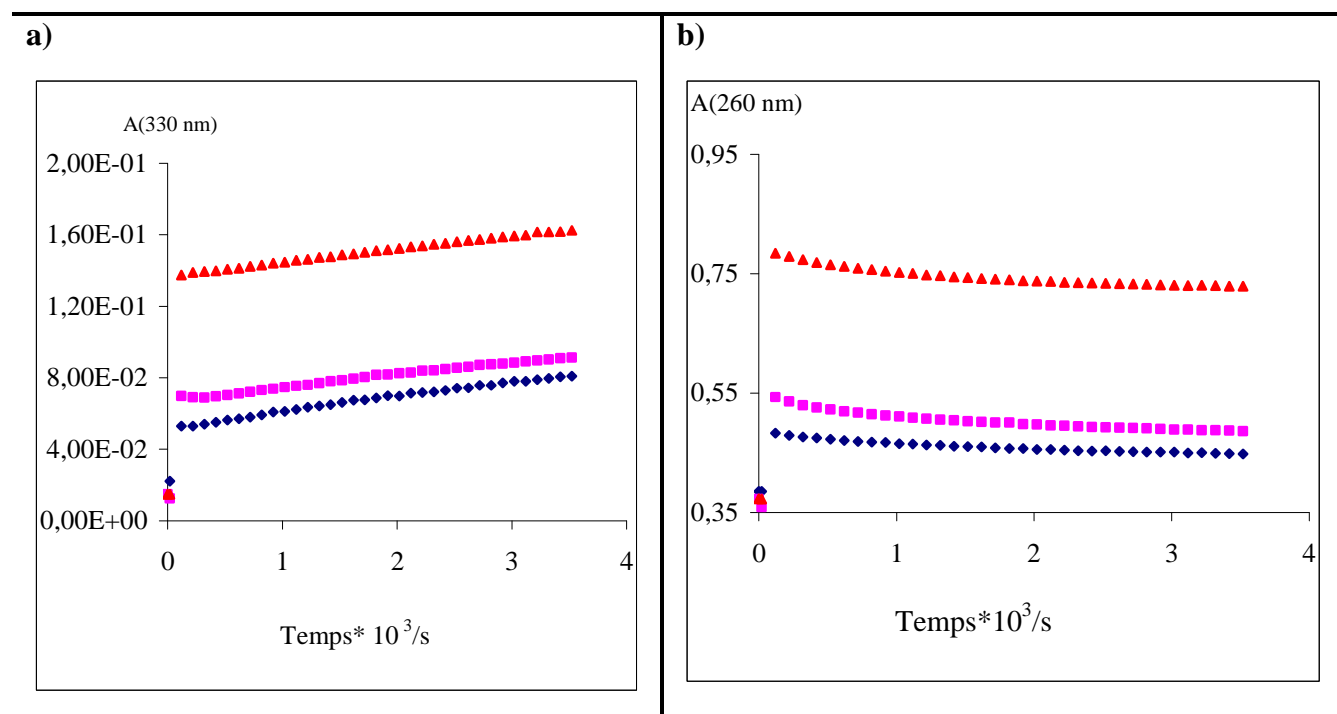 a)
A(330 nm)
2,00E-01
1,60E-01
1,20E-01
8,00E-02
4,00E-02
0,00E+00
0 1 2 3 4
Temps* 10 3/s
b)
A(260 nm)
0,95
0,75
0,55
0,35
0 1 2 3 4
Temps*103/s